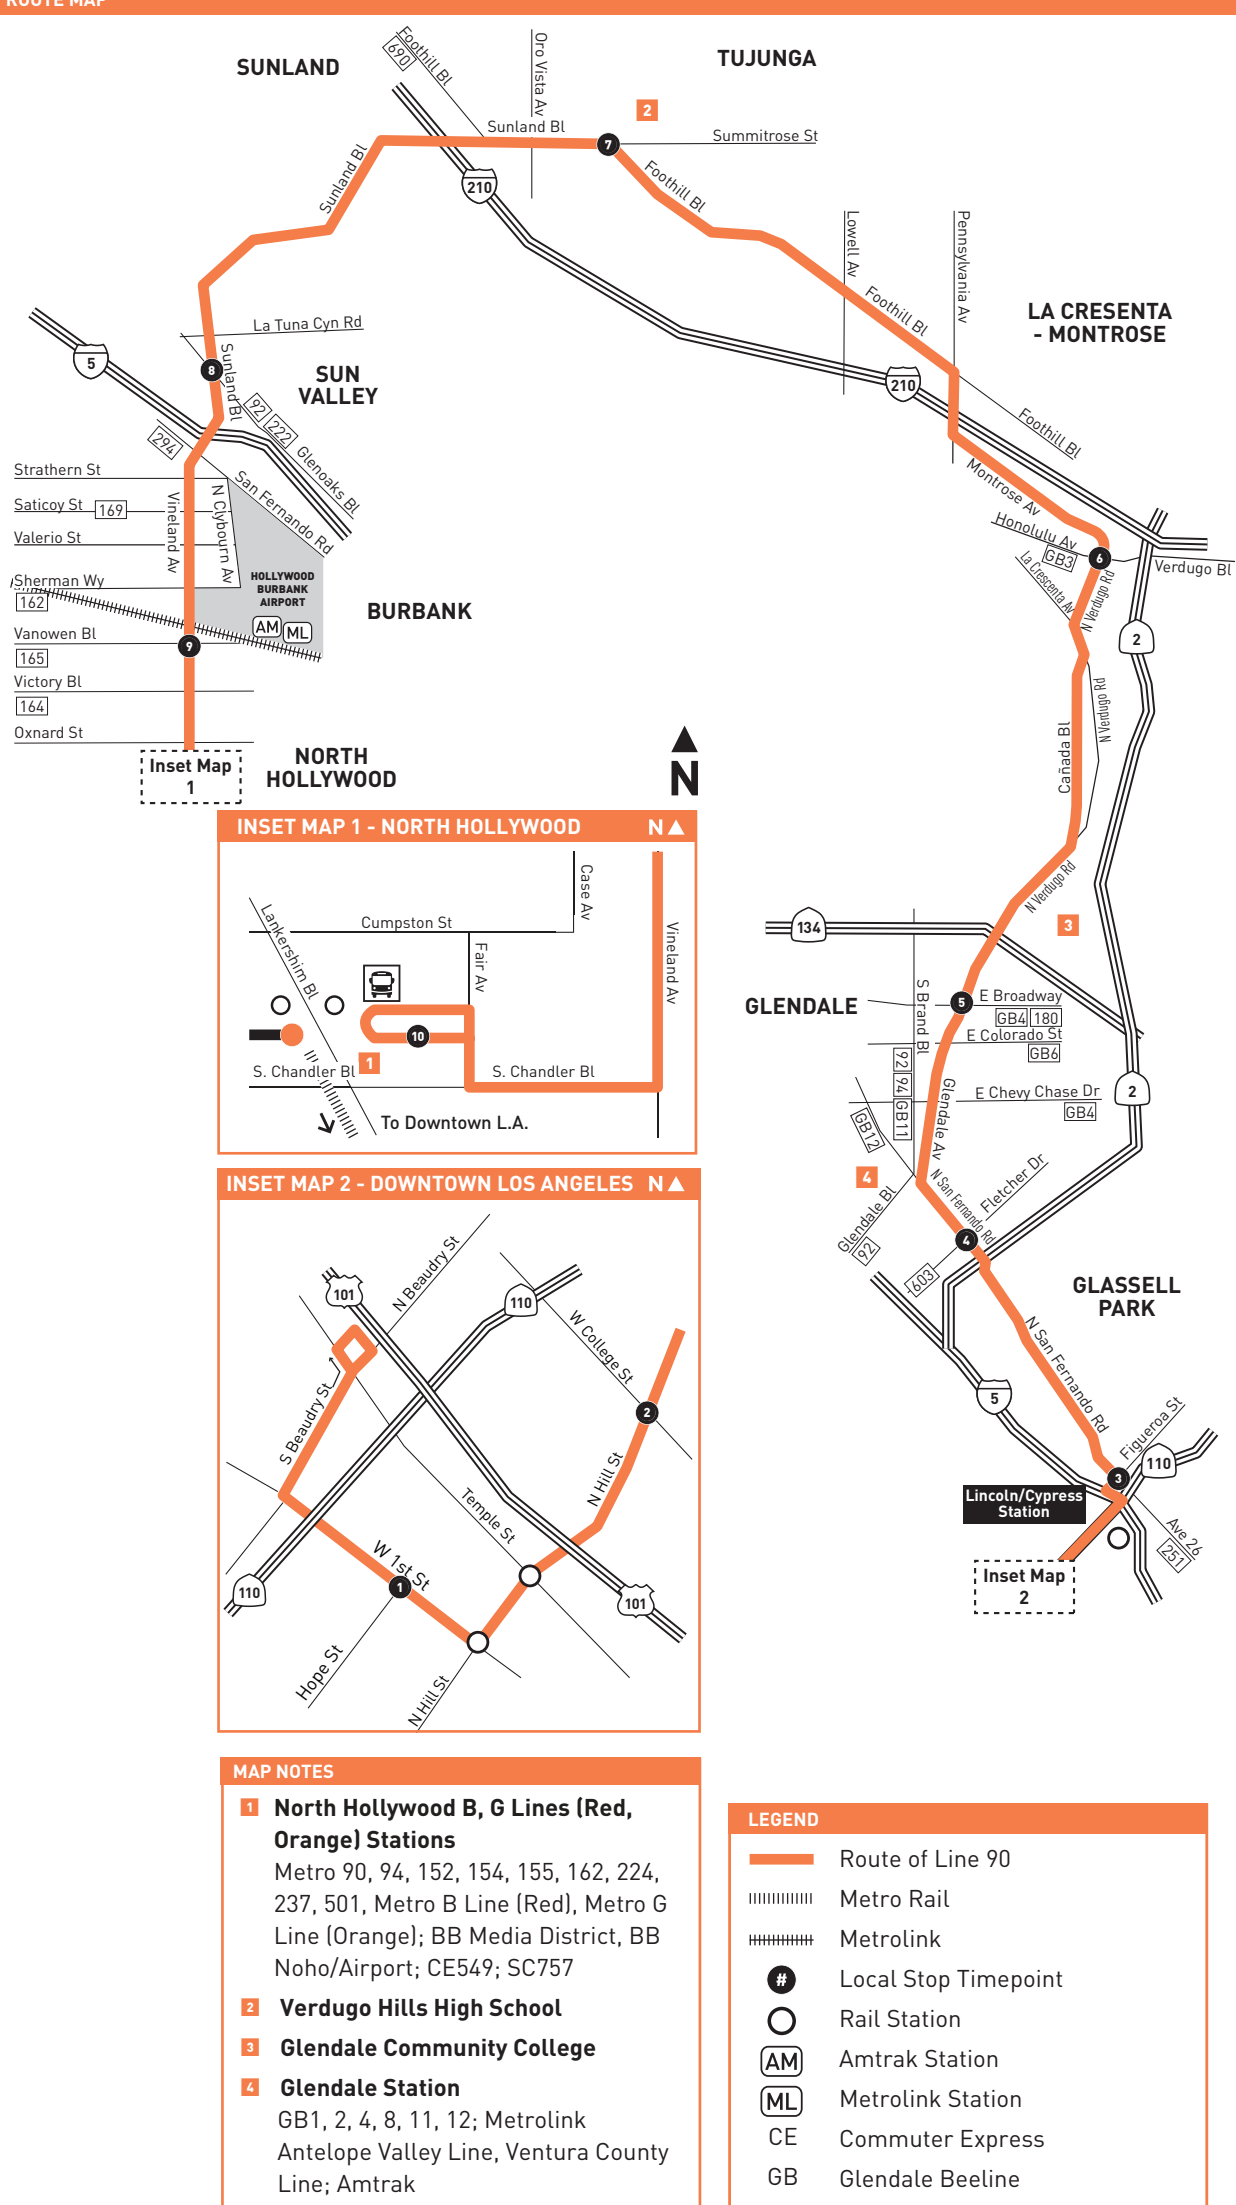 ROUTE MAP
SUNLAND
TUJUNGA
Foothill Bl
690
Oro Vista Av
2
Sunland Bl
7
Summitrose St
Sunland Bl
210
Foothill Bl
Lowell Av
Pennsylvania Av
Foothill Bl
LA CRESENTA
- MONTROSE
La Tuna Cyn Rd
5
8
Sunland Bl
SUN
VALLEY
210
92
222
Glenoaks Bl
Foothill Bl
294
Strathern St
San Fernando Rd
Montrose Av
Saticoy St
169
Vineland Av
N Clybourn Av
Honolulu Av
GB3
6
Verdugo Bl
Valerio St
La Crescenta Av
N Verdugo Rd
Sherman Wy
162
HOLLYWOOD
BURBANK
AIRPORT
AM
ML
BURBANK
Vanowen Bl
165
9
2
Victory Bl
164
N Verdugo Rd
Oxnard St
Cañada Bl
Inset Map
1
NORTH
HOLLYWOOD
N
INSET MAP 1 - NORTH HOLLYWOOD
N
Case Av
Lankershim Bl
Cumpston St
Fair Av
Vineland Av
10
1
S. Chandler Bl
S. Chandler Bl
To Downtown L.A.
N Verdugo Rd
3
134
S Brand Bl
GLENDALE
5
E Broadway
GB4
180
E Colorado St
GB6
92
94
GB11
Glendale Av
E Chevy Chase Dr
GB4
2
GB12
4
N San Fernando Rd
Fletcher Dr
Glendale Bl
92
4
603
GLASSELL
PARK
N San Fernando Rd
5
Figueroa St
110
3
Lincoln/Cypress
Station
Ave 26
251
Inset Map
2
INSET MAP 2 - DOWNTOWN LOS ANGELES
N
101
N Beaudry St
110
W College St
2
S Beaudry St
N Hill St
Temple St
W 1st St
1
110
101
Hope St
N Hill St
MAP NOTES
1 North Hollywood B, G Lines (Red,
Orange) Stations
Metro 90, 94, 152, 154, 155, 162, 224,
237, 501, Metro B Line (Red), Metro G
Line (Orange); BB Media District, BB
Noho/Airport; CE549; SC757
2 Verdugo Hills High School
3 Glendale Community College
4 Glendale Station
GB1, 2, 4, 8, 11, 12; Metrolink
Antelope Valley Line, Ventura County
Line; Amtrak
LEGEND
Route of Line 90
Metro Rail
Metrolink
# Local Stop Timepoint
Rail Station
AM Amtrak Station
ML Metrolink Station
CE Commuter Express
GB Glendale Beeline